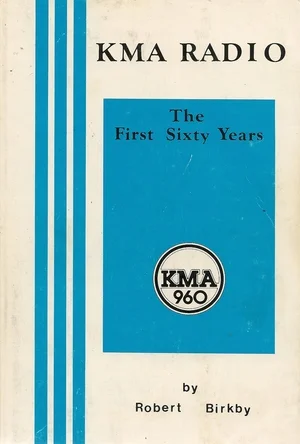 KMA RADIO
The
First Sixty Years
KMA
960
by
Robert Birkby